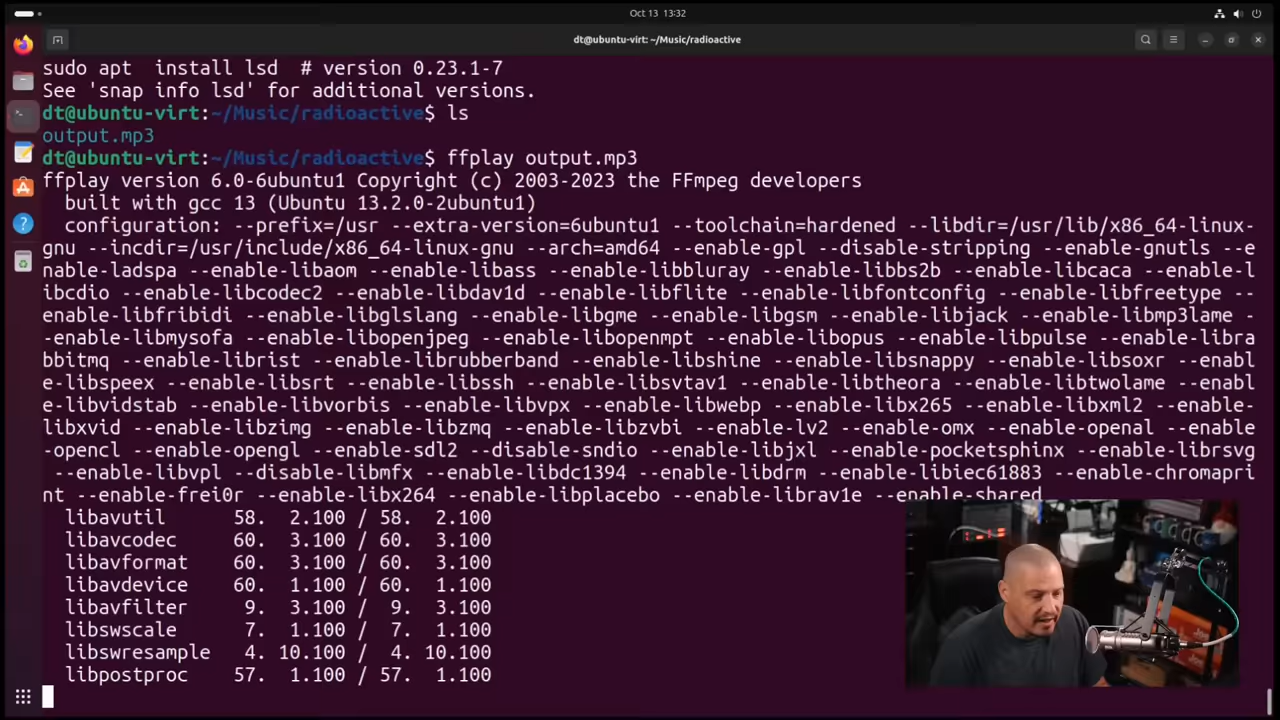 Oct 13 13:32
dt@ubuntu-virt: ~/Music/radioactive
sudo apt  install lsd  # version 0.23.1-7
See 'snap info lsd' for additional versions.
dt@ubuntu-virt:~/Music/radioactive$ ls
output.mp3
dt@ubuntu-virt:~/Music/radioactive$ ffplay output.mp3
ffplay version 6.0-6ubuntu1 Copyright (c) 2003-2023 the FFmpeg developers
  built with gcc 13 (Ubuntu 13.2.0-2ubuntu1)
  configuration: --prefix=/usr --extra-version=6ubuntu1 --toolchain=hardened --libdir=/usr/lib/x86_64-linux-
gnu --incdir=/usr/include/x86_64-linux-gnu --arch=amd64 --enable-gpl --disable-stripping --enable-gnutls --e
nable-ladspa --enable-libaom --enable-libass --enable-libbluray --enable-libbs2b --enable-libcaca --enable-l
ibcdio --enable-libcodec2 --enable-libdav1d --enable-libflite --enable-libfontconfig --enable-libfreetype --
enable-libfribidi --enable-libglslang --enable-libgme --enable-libgsm --enable-libjack --enable-libmp3lame -
-enable-libmysofa --enable-libopenjpeg --enable-libopenmpt --enable-libopus --enable-libpulse --enable-libra
bbitmq --enable-librist --enable-librubberband --enable-libshine --enable-libsnappy --enable-libsoxr --enabl
e-libspeex --enable-libsrt --enable-libssh --enable-libsvtav1 --enable-libtheora --enable-libtwolame --enabl
e-libvidstab --enable-libvorbis --enable-libvpx --enable-libwebp --enable-libx265 --enable-libxml2 --enable-
libxvid --enable-libzimg --enable-libzmq --enable-libzvbi --enable-lv2 --enable-omx --enable-openal --enable
-opencl --enable-opengl --enable-sdl2 --disable-sndio --enable-libjxl --enable-pocketsphinx --enable-librsvg
 --enable-libvpl --disable-libmfx --enable-libdc1394 --enable-libdrm --enable-libiec61883 --enable-chromapri
nt --enable-frei0r --enable-libx264 --enable-libplacebo --enable-librav1e --enable-shared
  libavutil      58.  2.100 / 58.  2.100
  libavcodec     60.  3.100 / 60.  3.100
  libavformat    60.  3.100 / 60.  3.100
  libavdevice    60.  1.100 / 60.  1.100
  libavfilter     9.  3.100 /  9.  3.100
  libswscale      7.  1.100 /  7.  1.100
  libswresample   4. 10.100 /  4. 10.100
  libpostproc    57.  1.100 / 57.  1.100